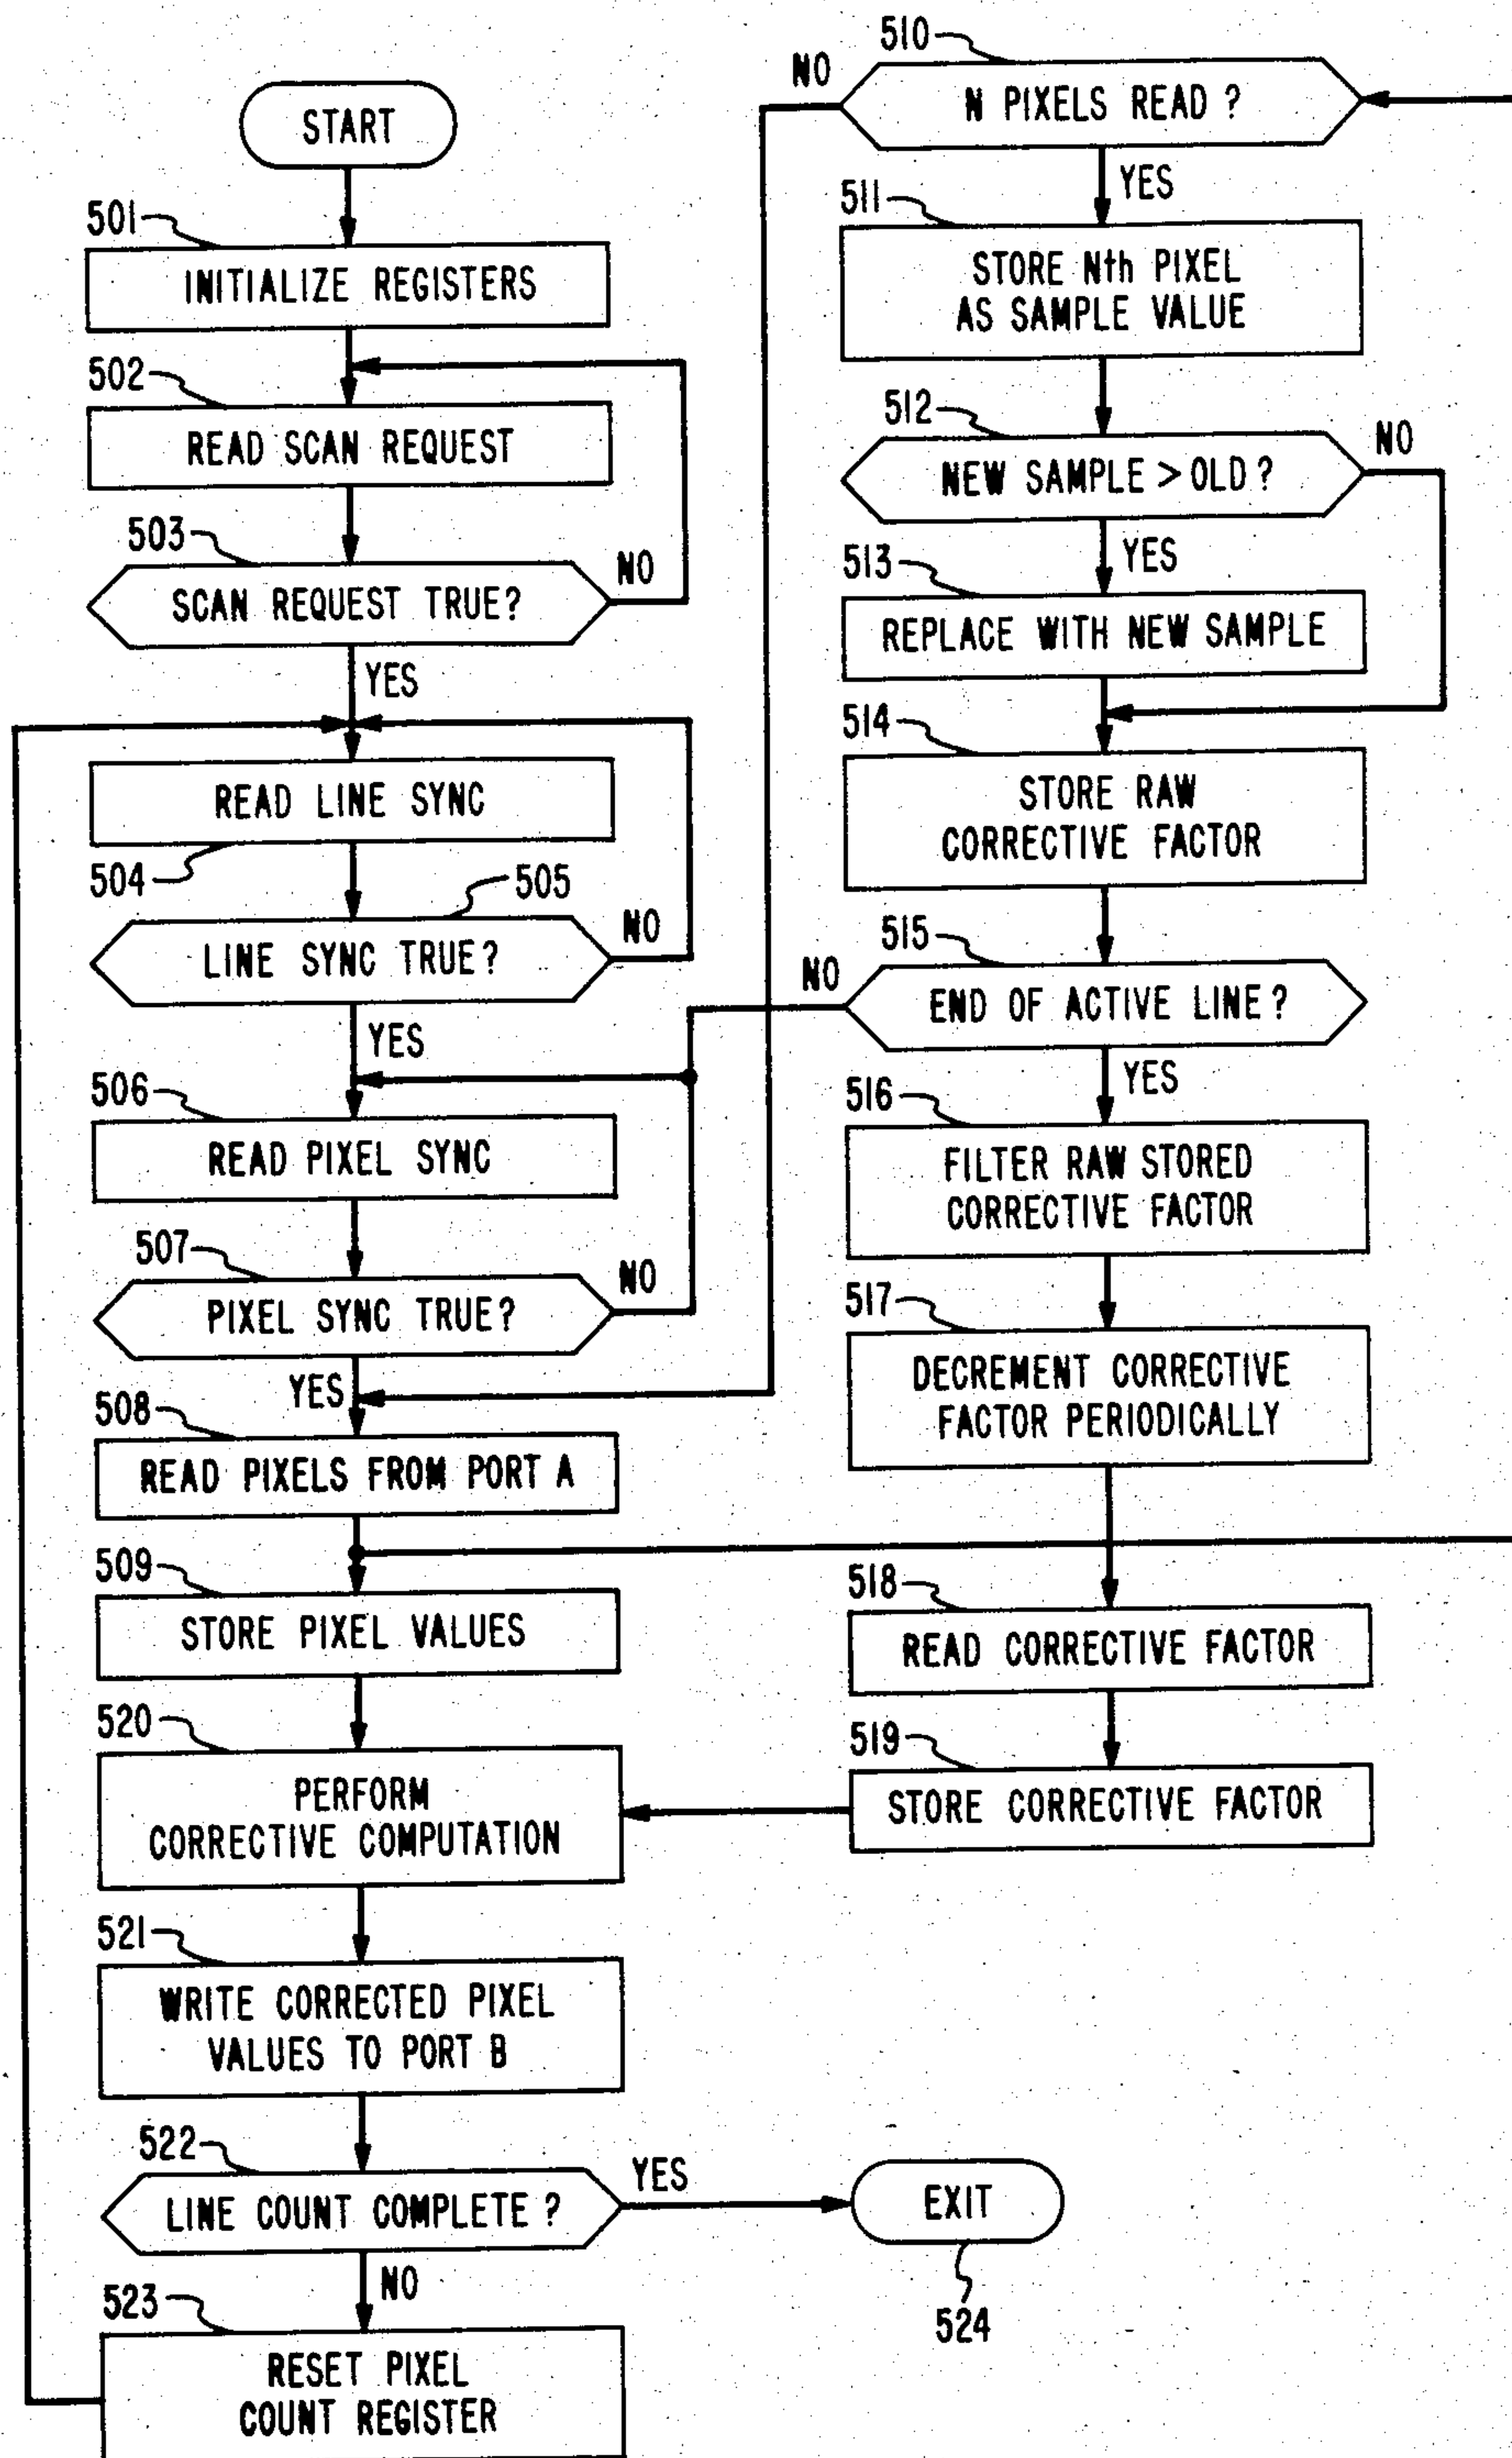 START
501
INITIALIZE REGISTERS
502
READ SCAN REQUEST
503
SCAN REQUEST TRUE?
NO
YES
READ LINE SYNC
504
505
LINE SYNC TRUE?
NO
YES
506
READ PIXEL SYNC
507
PIXEL SYNC TRUE?
NO
YES
508
READ PIXELS FROM PORT A
509
STORE PIXEL VALUES
520
PERFORM
CORRECTIVE COMPUTATION
521
WRITE CORRECTED PIXEL
VALUES TO PORT B
522
LINE COUNT COMPLETE ?
YES
NO
523
RESET PIXEL
COUNT REGISTER
510
NO
N PIXELS READ ?
YES
511
STORE Nth PIXEL
AS SAMPLE VALUE
512
NEW SAMPLE > OLD ?
NO
YES
513
REPLACE WITH NEW SAMPLE
514
STORE RAW
CORRECTIVE FACTOR
515
NO
END OF ACTIVE LINE ?
YES
516
FILTER RAW STORED
CORRECTIVE FACTOR
517
DECREMENT CORRECTIVE
FACTOR PERIODICALLY
518
READ CORRECTIVE FACTOR
519
STORE CORRECTIVE FACTOR
EXIT
524